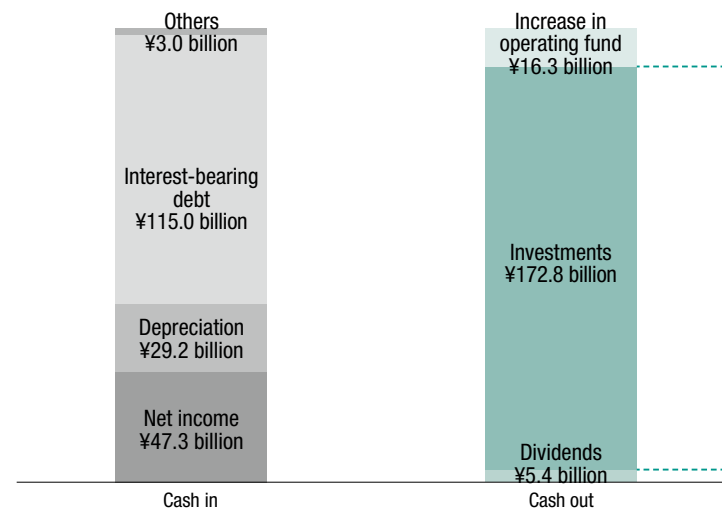 Others
¥3.0 billion
Interest-bearing
debt
¥115.0 billion
Depreciation
¥29.2 billion
Net income
¥47.3 billion
Cash in
Increase in
operating fund
¥16.3 billion
Investments
¥172.8 billion
Dividends
¥5.4 billion
Cash out